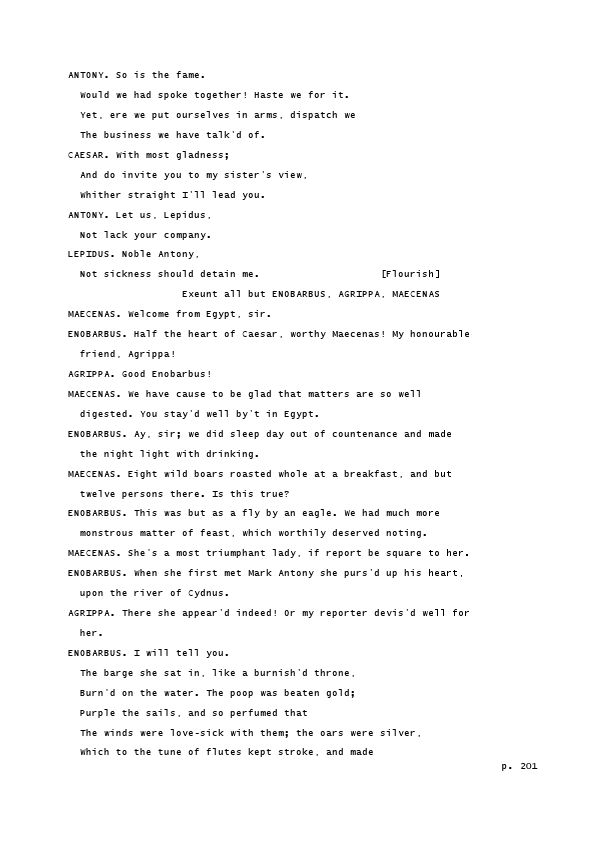 ANTONY. So is the fame.
Would we had spoke together! Haste we for it.
Yet, ere we put ourselves in arms, dispatch we
The business we have talk'd of.
CAESAR. With most gladness;
And do invite you to my sister's view,
Whither straight I'll lead you.
ANTONY. Let us, Lepidus,
Not lack your company.
LEPIDUS. Noble Antony,
Not sickness should detain me. [Flourish]
Exeunt all but ENOBARBUS, AGRIPPA, MAECENAS
MAECENAS. Welcome from Egypt, sir.
ENOBARBUS. Half the heart of Caesar, worthy Maecenas! My honourable
friend, Agrippa!
AGRIPPA. Good Enobarbus!
MAECENAS. We have cause to be glad that matters are so well
digested. You stay'd well by't in Egypt.
ENOBARBUS. Ay, sir; we did sleep day out of countenance and made
the night light with drinking.
MAECENAS. Eight wild boars roasted whole at a breakfast, and but
twelve persons there. Is this true?
ENOBARBUS. This was but as a fly by an eagle. We had much more
monstrous matter of feast, which worthily deserved noting.
MAECENAS. She's a most triumphant lady, if report be square to her.
ENOBARBUS. When she first met Mark Antony she purs'd up his heart,
upon the river of Cydnus.
AGRIPPA. There she appear'd indeed! Or my reporter devis'd well for
her.
ENOBARBUS. I will tell you.
The barge she sat in, like a burnish'd throne,
Burn'd on the water. The poop was beaten gold;
Purple the sails, and so perfumed that
The winds were love-sick with them; the oars were silver,
Which to the tune of flutes kept stroke, and made
p. 201